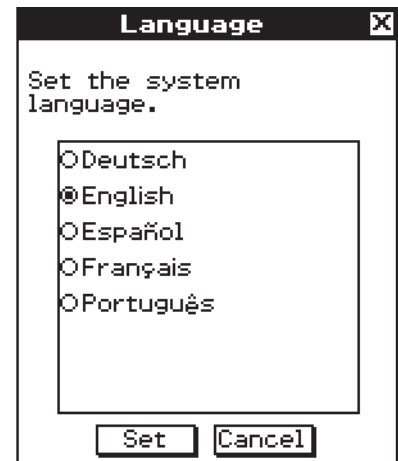 Language
Set the system
language.
Deutsch
English
Español
Français
Português
Set Cancel